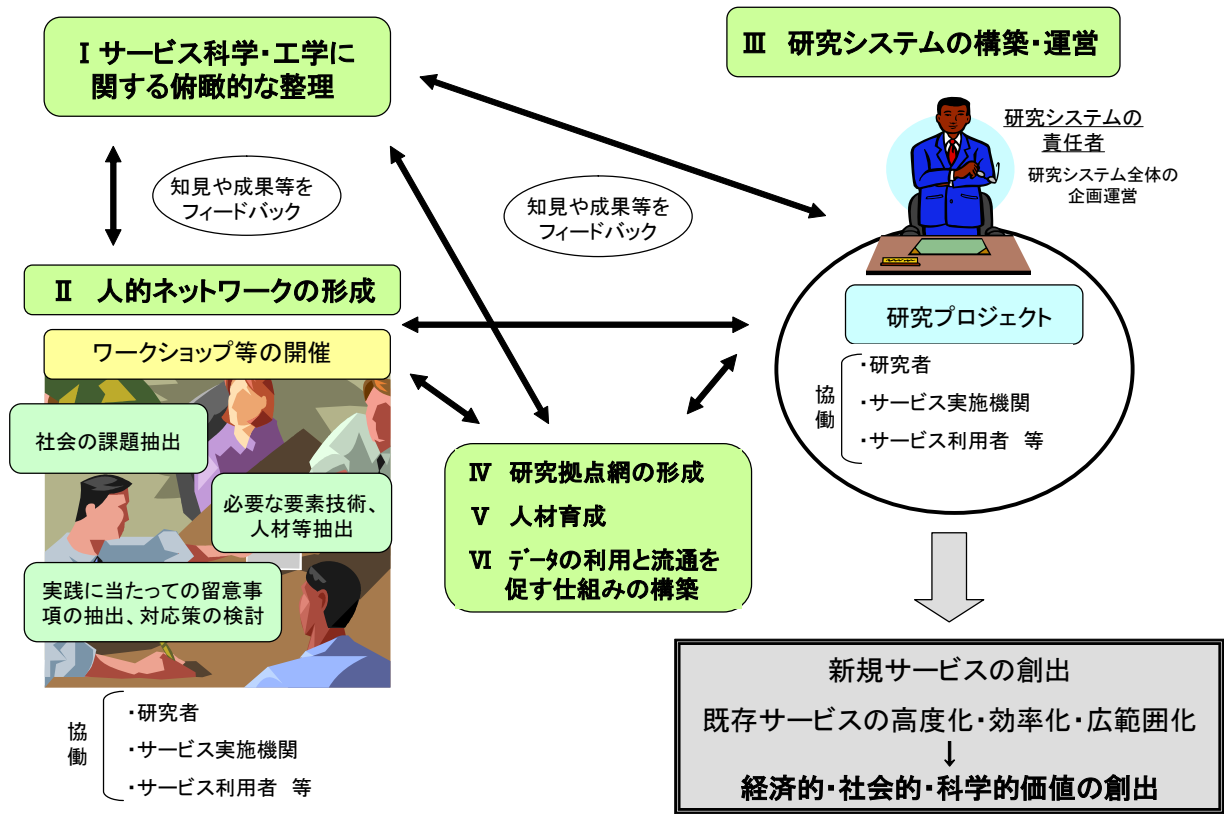 Ⅰサービス科学・工学に
関する俯瞰的な整理
Ⅲ 研究システムの構築・運営
研究システムの
責任者
研究システム全体の
企画運営
知見や成果等を
フィードバック
知見や成果等を
フィードバック
Ⅱ 人的ネットワークの形成
ワークショップ等の開催
社会の課題抽出
必要な要素技術、
人材等抽出
実践に当たっての留意事
項の抽出、対応策の検討
協働
・研究者
・サービス実施機関
・サービス利用者 等
研究プロジェクト
協働
・研究者
・サービス実施機関
・サービス利用者 等
Ⅳ 研究拠点網の形成
Ⅴ 人材育成
Ⅵ データの利用と流通を
促す仕組みの構築
新規サービスの創出
既存サービスの高度化・効率化・広範囲化
↓
経済的・社会的・科学的価値の創出